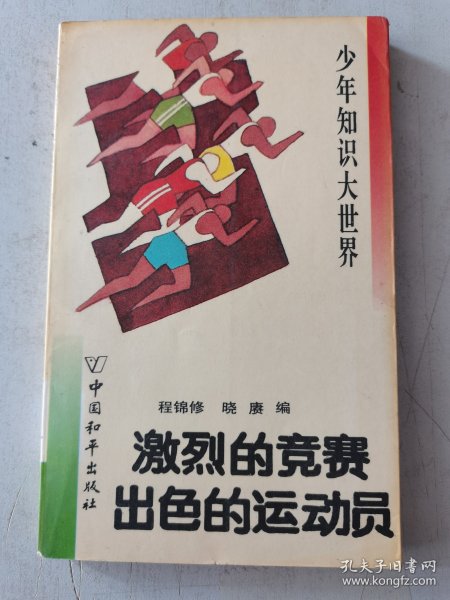 少年知识大世界
程锦修 晓赓 编
激烈的竞赛
出色的运动员
中国和平出版社
孔夫子旧书网
www.kongfz.com